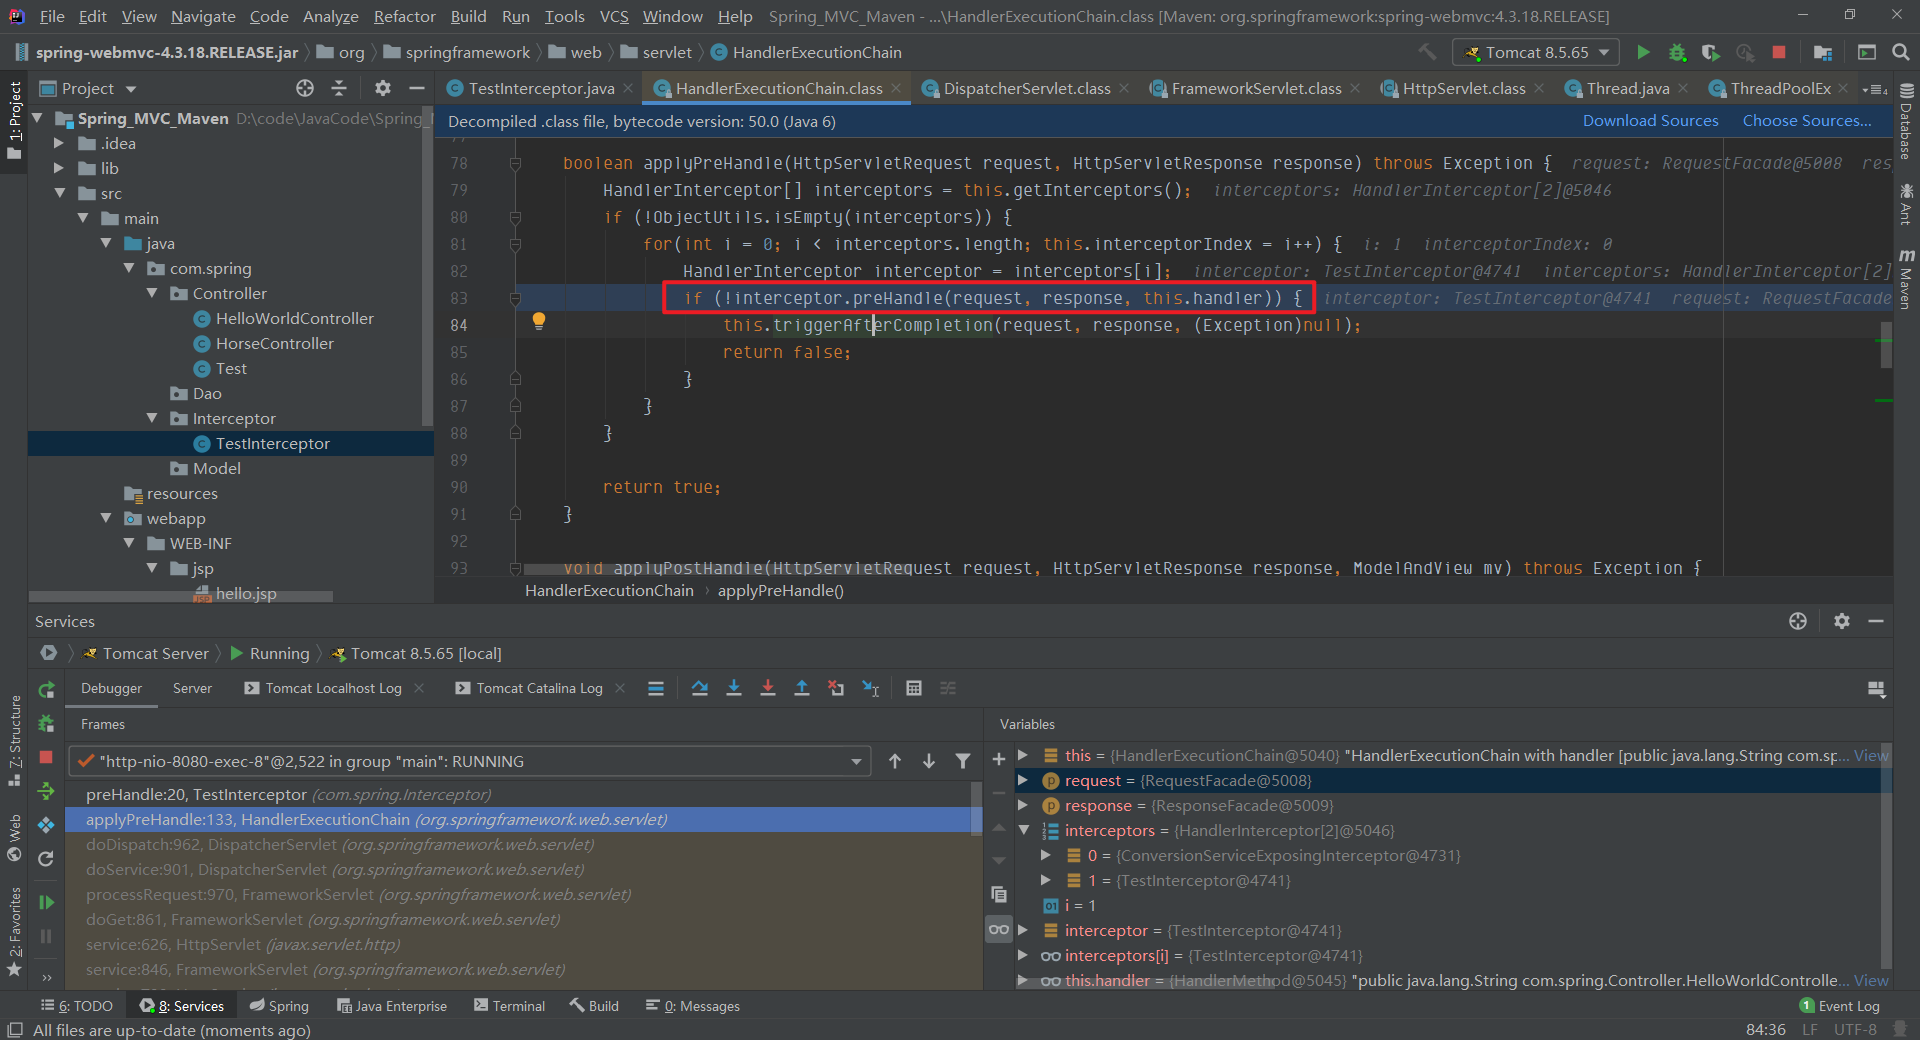 File Edit View Navigate Code Analyze Refactor Build Run Tools VCS Window Help Spring_MVC_Maven - ...\HandlerExecutionChain.class [Maven: org.springframework:spring-webmvc:4.3.18.RELEASE]
spring-webmvc-4.3.18.RELEASE.jar org springframework web servlet HandlerExecutionChain
Tomcat 8.5.65
1: Project
Z: Structure
Web
2: Favorites
Project
TestInterceptor.java HandlerExecutionChain.class DispatcherServlet.class FrameworkServlet.class HttpServlet.class Thread.java ThreadPoolEx 4
Database
Ant
Maven
Spring_MVC_Maven D:\code\JavaCode\Spring_
.idea
lib
src
main
java
com.spring
Controller
HelloWorldController
HorseController
Test
Dao
Interceptor
TestInterceptor
Model
resources
webapp
WEB-INF
jsp
hello.jsp
Decompiled .class file, bytecode version: 50.0 (Java 6) Download Sources Choose Sources...
78 boolean applyPreHandle(HttpServletRequest request, HttpServletResponse response) throws Exception { request: RequestFacade@5008 res
79 HandlerInterceptor[] interceptors = this.getInterceptors(); interceptors: HandlerInterceptor[2]@5046
80 if (!ObjectUtils.isEmpty(interceptors)) {
81 for(int i = 0; i < interceptors.length; this.interceptorIndex = i++) { i: 1 interceptorIndex: 0
82 HandlerInterceptor interceptor = interceptors[i]; interceptor: TestInterceptor@4741 interceptors: HandlerInterceptor[2]
83 if (!interceptor.preHandle(request, response, this.handler)) { interceptor: TestInterceptor@4741 request: RequestFacade
84 this.triggerAfterCompletion(request, response, (Exception)null);
85 return false;
86 }
87 }
88 }
89
90 return true;
91 }
92
93 void applyPostHandle(HttpServletRequest request, HttpServletResponse response, ModelAndView mv) throws Exception {
HandlerExecutionChain › applyPreHandle()
Services
Tomcat Server Running Tomcat 8.5.65 [local]
Debugger Server Tomcat Localhost Log Tomcat Catalina Log
Frames
"http-nio-8080-exec-8"@2,522 in group "main": RUNNING
preHandle:20, TestInterceptor (com.spring.Interceptor)
applyPreHandle:133, HandlerExecutionChain (org.springframework.web.servlet)
doDispatch:962, DispatcherServlet (org.springframework.web.servlet)
doService:901, DispatcherServlet (org.springframework.web.servlet)
processRequest:970, FrameworkServlet (org.springframework.web.servlet)
doGet:861, FrameworkServlet (org.springframework.web.servlet)
service:626, HttpServlet (javax.servlet.http)
service:846, FrameworkServlet (org.springframework.web.servlet)
Variables
this = {HandlerExecutionChain@5040} "HandlerExecutionChain with handler [public java.lang.String com.sp... View
request = {RequestFacade@5008}
response = {ResponseFacade@5009}
interceptors = {HandlerInterceptor[2]@5046}
0 = {ConversionServiceExposingInterceptor@4731}
1 = {TestInterceptor@4741}
i = 1
interceptor = {TestInterceptor@4741}
interceptors[i] = {TestInterceptor@4741}
this.handler = {HandlerMethod@5045} "public java.lang.String com.spring.Controller.HelloWorldControlle... View
6: TODO 8: Services Spring Java Enterprise Terminal Build 0: Messages 1 Event Log
All files are up-to-date (moments ago) 84:36 LF UTF-8